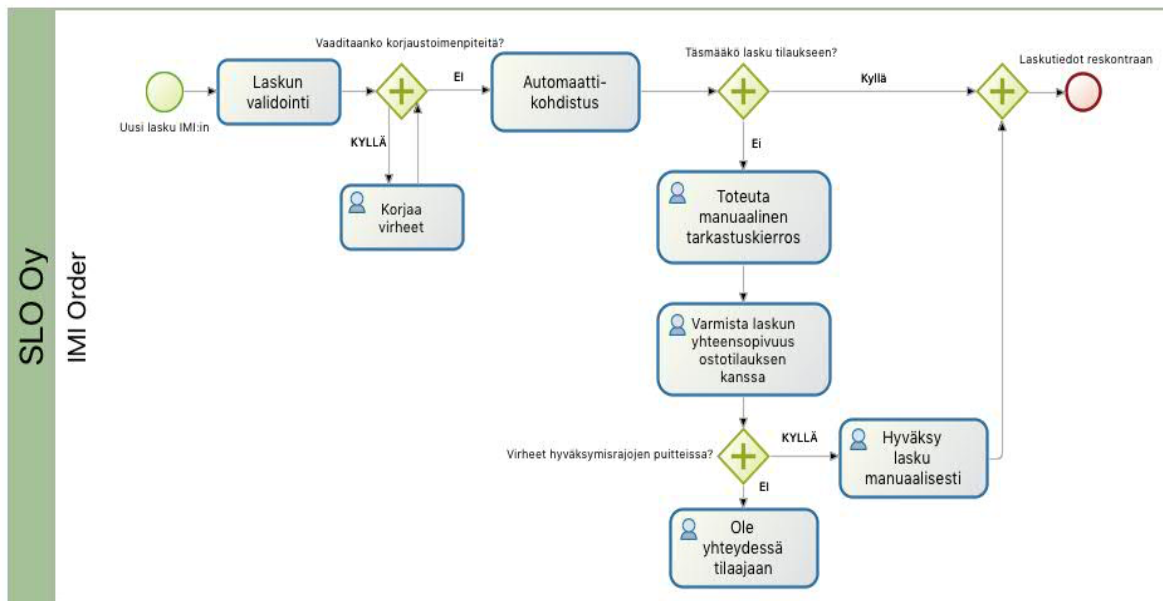 SLO Oy
IMI Order
Uusi lasku IMI:in
Laskun
validointi
Vaaditaanko korjaustoimenpiteitä?
EI
KYLLÄ
Korjaa
virheet
Automaatti-
kohdistus
Täsmääkö lasku tilaukseen?
Kyllä
Laskutiedot reskontraan
Ei
Toteuta
manuaalinen
tarkastuskierros
Varmista laskun
yhteensopivuus
ostotilauksen
kanssa
Virheet hyväksymisrajojen puitteissa?
KYLLÄ
Hyväksy
lasku
manuaalisesti
EI
Ole
yhteydessä
tilaajaan